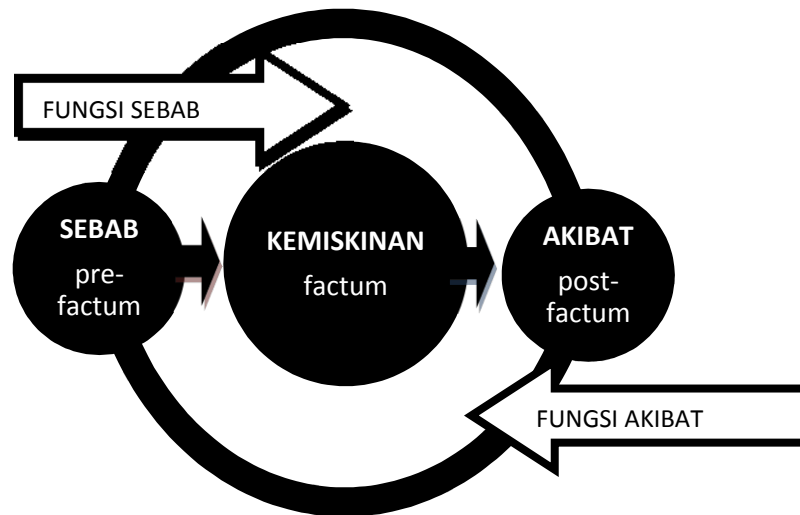 FUNGSI SEBAB
SEBAB
pre-
factum
KEMISKINAN
factum
AKIBAT
post-
factum
FUNGSI AKIBAT